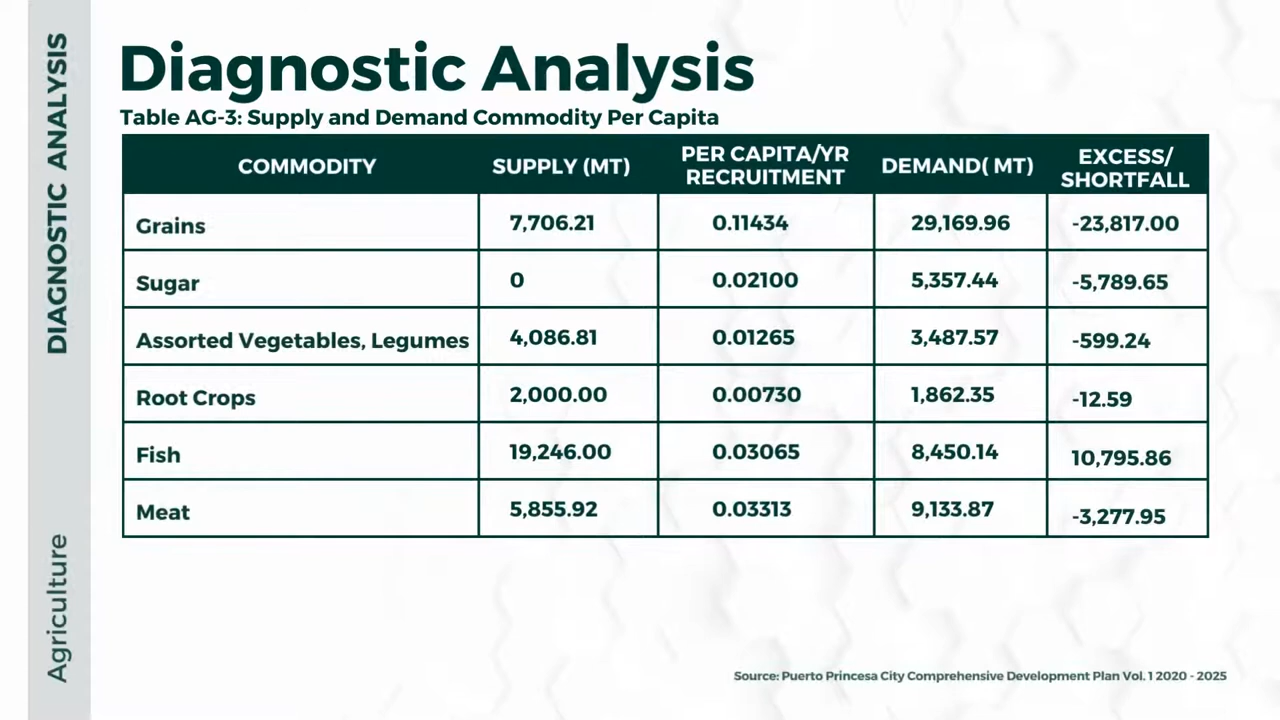 DIAGNOSTIC ANALYSIS
Agriculture
Diagnostic Analysis
Table AG-3: Supply and Demand Commodity Per Capita
COMMODITY SUPPLY (MT) PER CAPITA/YR RECRUITMENT DEMAND( MT) EXCESS/ SHORTFALL
Grains 7,706.21 0.11434 29,169.96 -23,817.00
Sugar 0 0.02100 5,357.44 -5,789.65
Assorted Vegetables, Legumes 4,086.81 0.01265 3,487.57 -599.24
Root Crops 2,000.00 0.00730 1,862.35 -12.59
Fish 19,246.00 0.03065 8,450.14 10,795.86
Meat 5,855.92 0.03313 9,133.87 -3,277.95
Source: Puerto Princesa City Comprehensive Development Plan Vol. 1 2020 - 2025